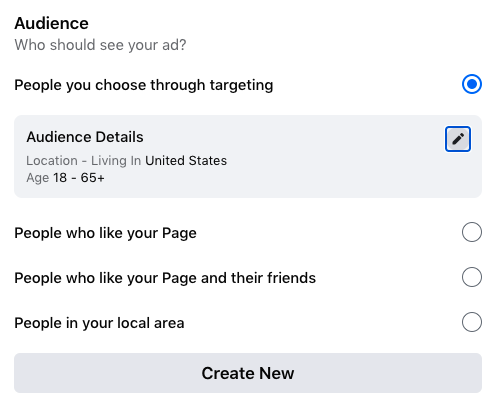 Audience
Who should see your ad?
People you choose through targeting
Audience Details
Location - Living In United States
Age 18 - 65+
People who like your Page
People who like your Page and their friends
People in your local area
Create New